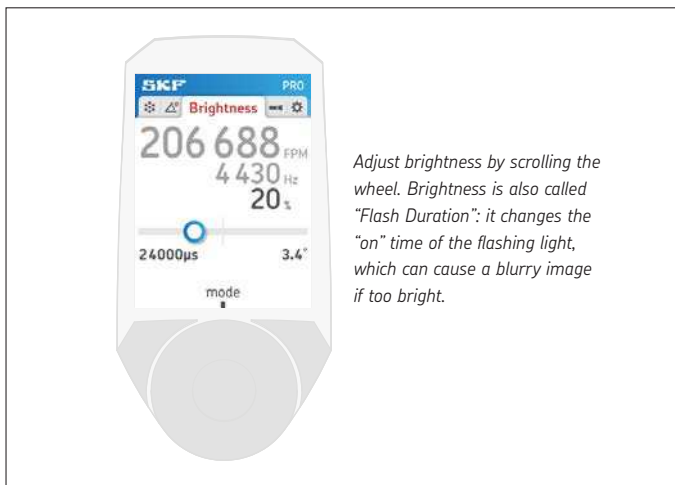 SKF PRO
Brightness
206 688 FPM
4 430 Hz
20 %
24000µs 3.4°
mode
Adjust brightness by scrolling the
wheel. Brightness is also called
“Flash Duration”: it changes the
“on” time of the flashing light,
which can cause a blurry image
if too bright.